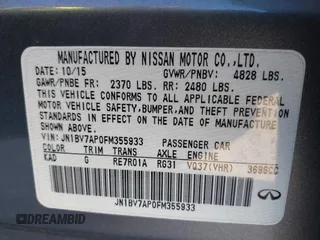 MANUFACTURED BY NISSAN MOTOR CO.,LTD.
DATE: 10/15 GVWR/PNBV: 4828 LBS.
GAWR/PNBE FR: 2370 LBS. RR: 2480 LBS.
THIS VEHICLE CONFORMS TO ALL APPLICABLE FEDERAL
MOTOR VEHICLE SAFETY, BUMPER, AND THEFT PREVENTION
STANDARDS IN EFFECT ON THE DATE OF MANUFACTURE
SHOWN ABOVE.
JN1BV7AP0FM355933 PASSENGER CAR
COLOR TRIM TRANS AXLE ENGINE
KAD G RE7R01A RG31 VQ37(VHR) 3696CC
JN1BV7AP0FM355933
INFINITI
DREAMBID